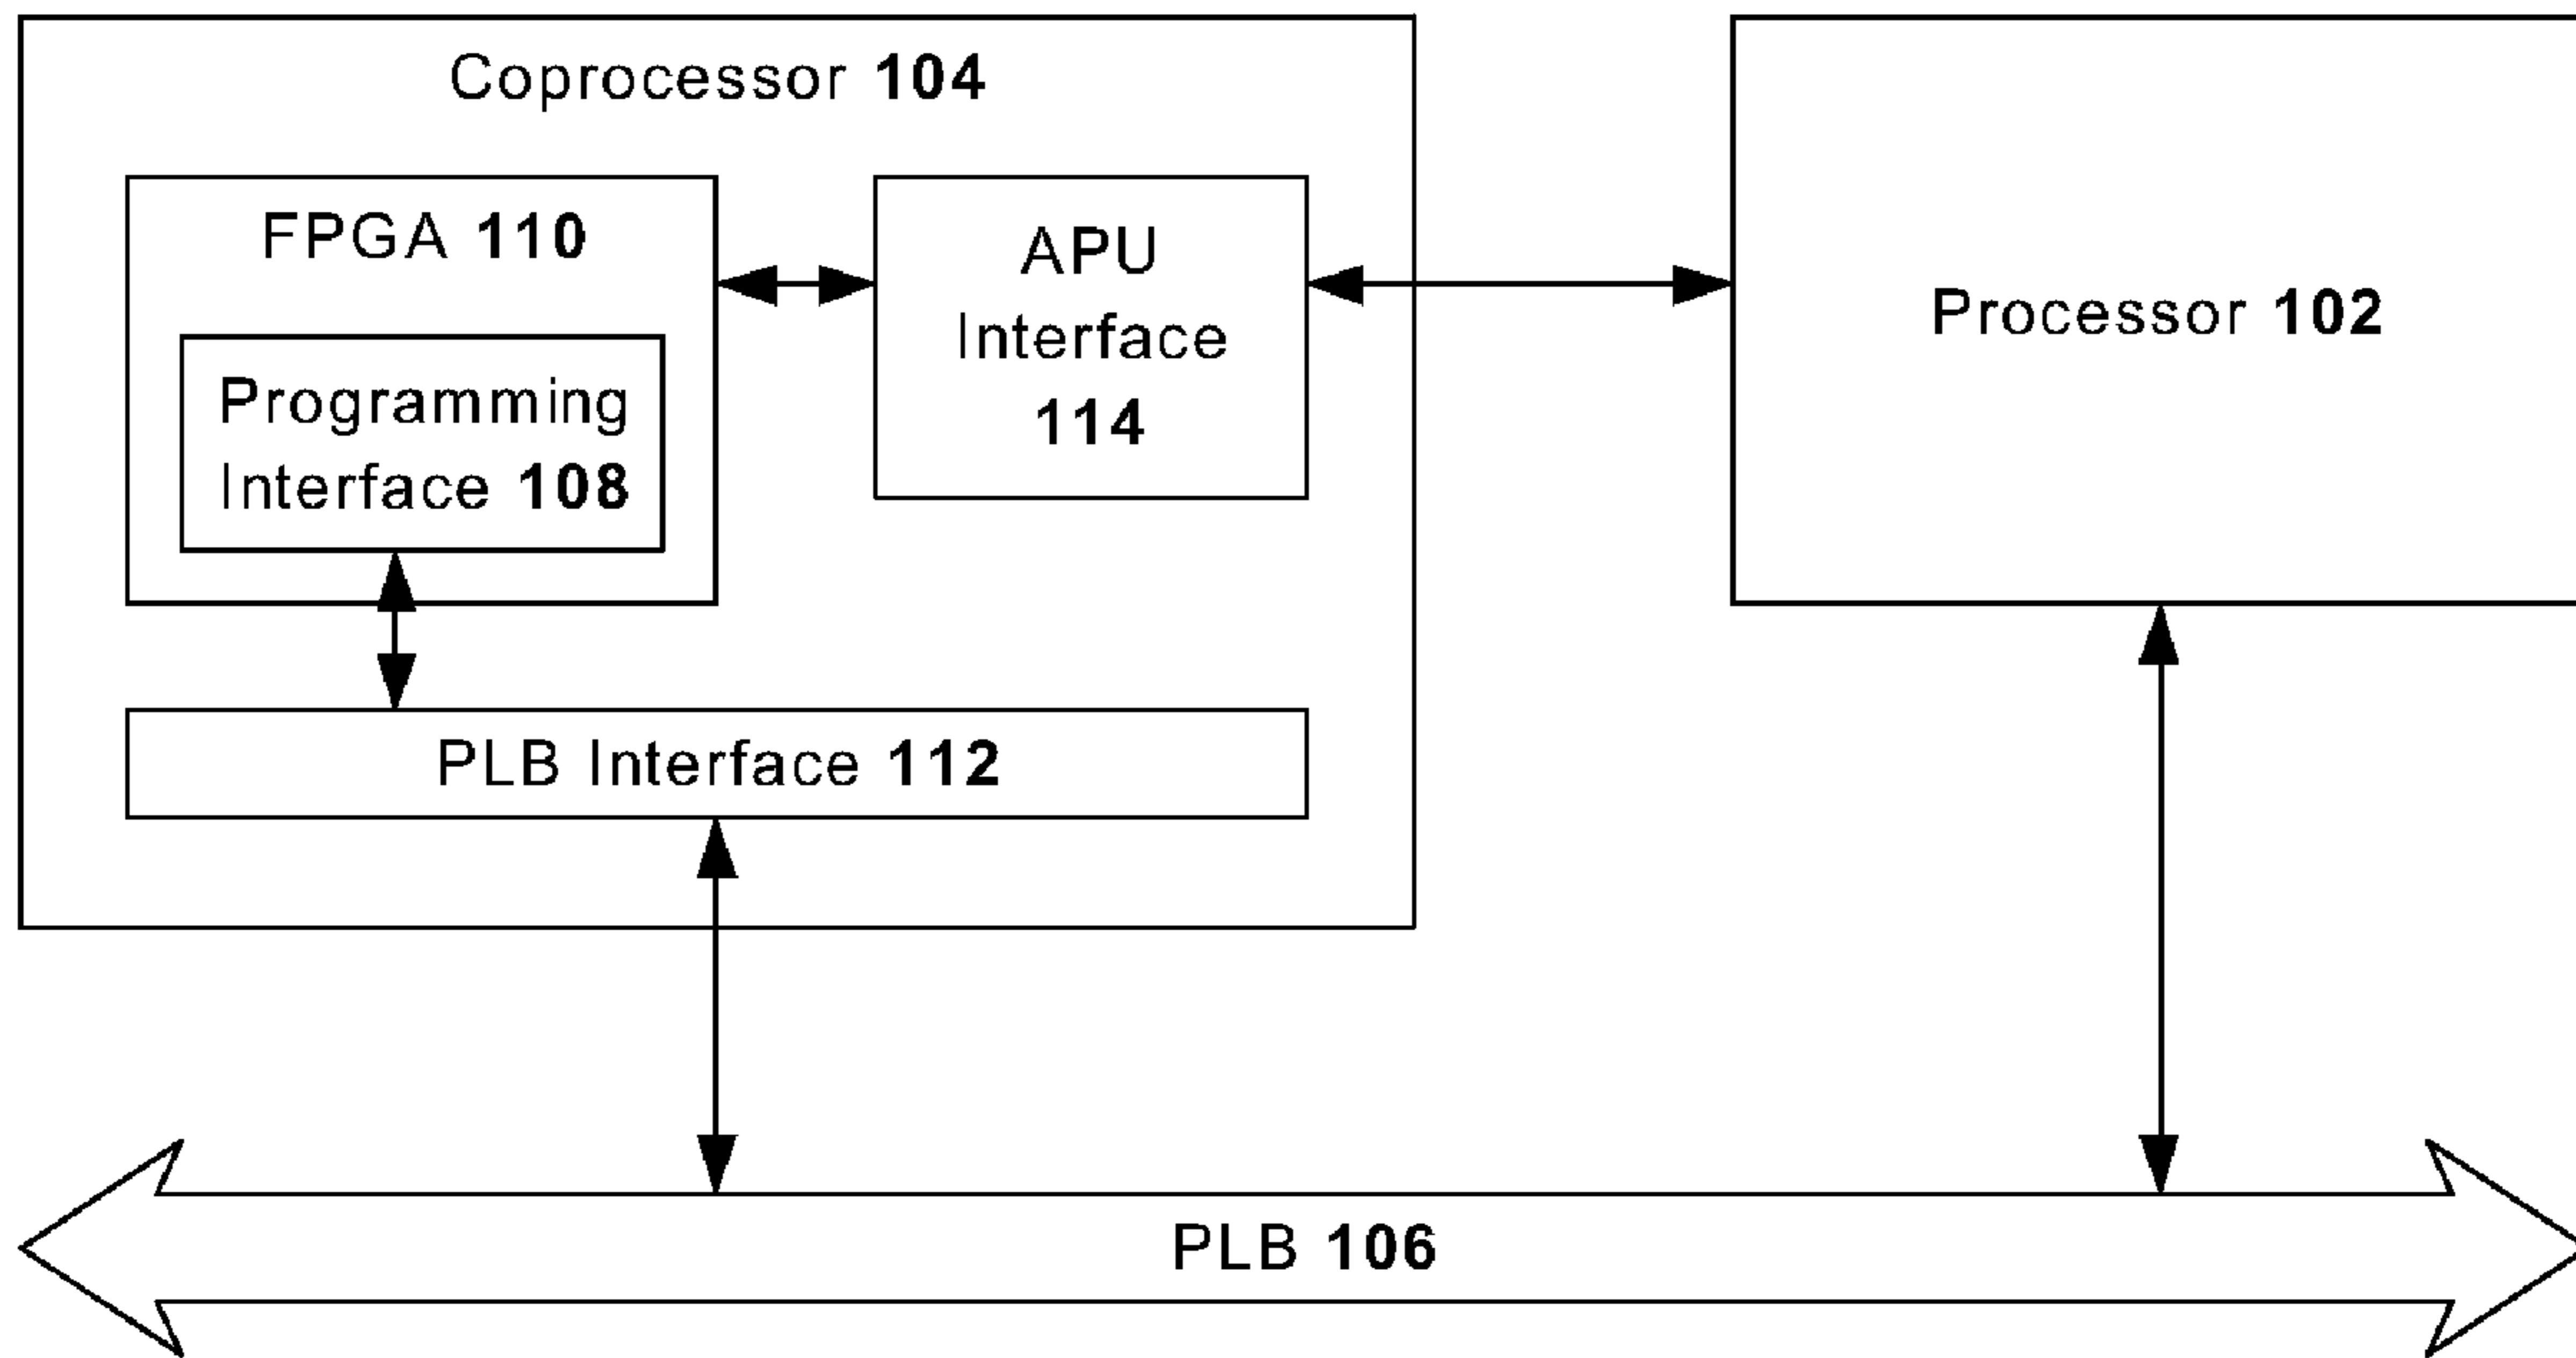 Coprocessor 104
FPGA 110
Programming
Interface 108
APU
Interface
114
Processor 102
PLB Interface 112
PLB 106